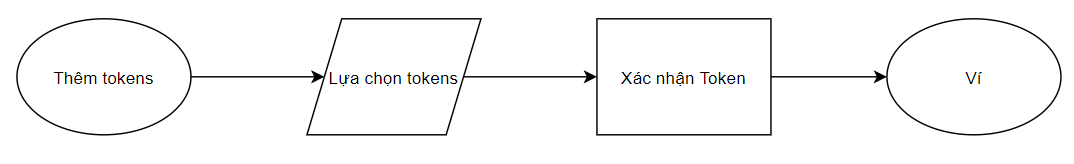 Thêm tokens
Lựa chọn tokens
Xác nhận Token
Ví